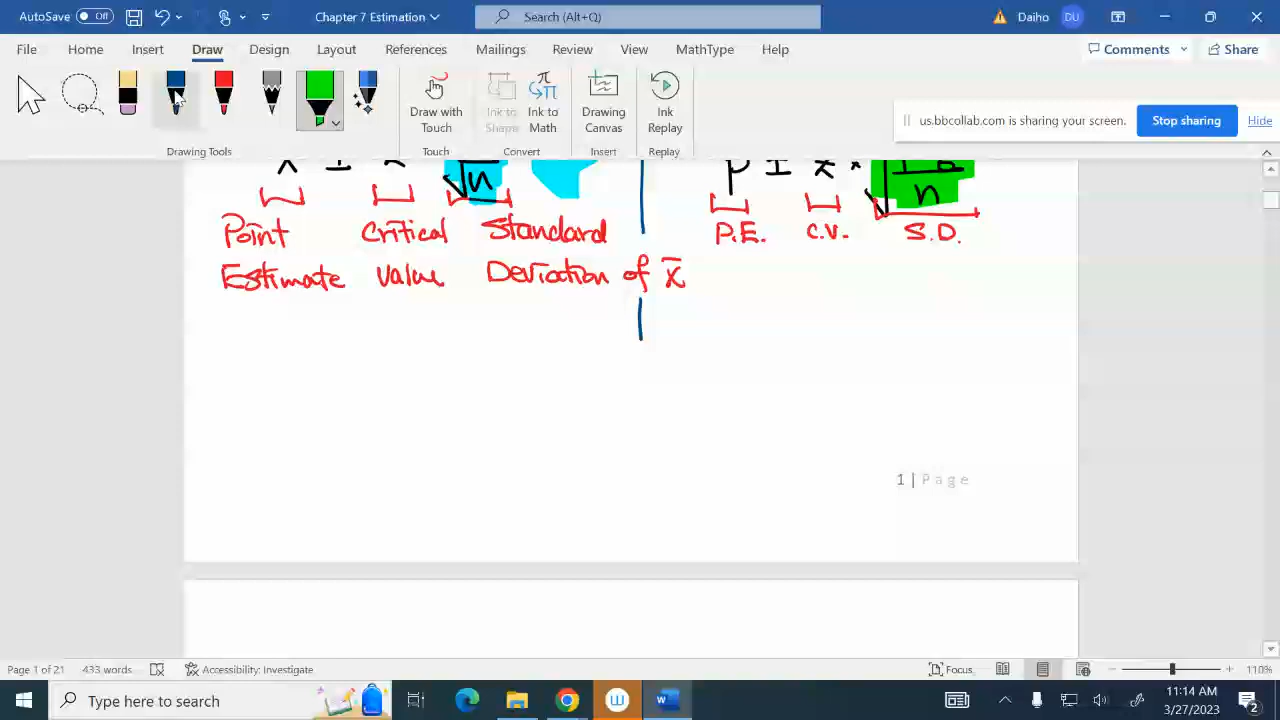 AutoSave Off Chapter 7 Estimation Search (Alt+Q) Daiho DU
File Home Insert Draw Design Layout References Mailings Review View MathType Help Comments Share
Draw with Touch
Ink to Shape
Ink to Math
Drawing Canvas
Ink Replay
us.bbcollab.com is sharing your screen. Stop sharing Hide
Drawing Tools Touch Convert Insert Replay
√n
n
Point Critical Standard P.E. C.V. S.D.
Estimate Value Deviation of x̄
1 | Page
Page 1 of 21 433 words Accessibility: Investigate Focus 110%
Type here to search 11:14 AM
3/27/2023 2